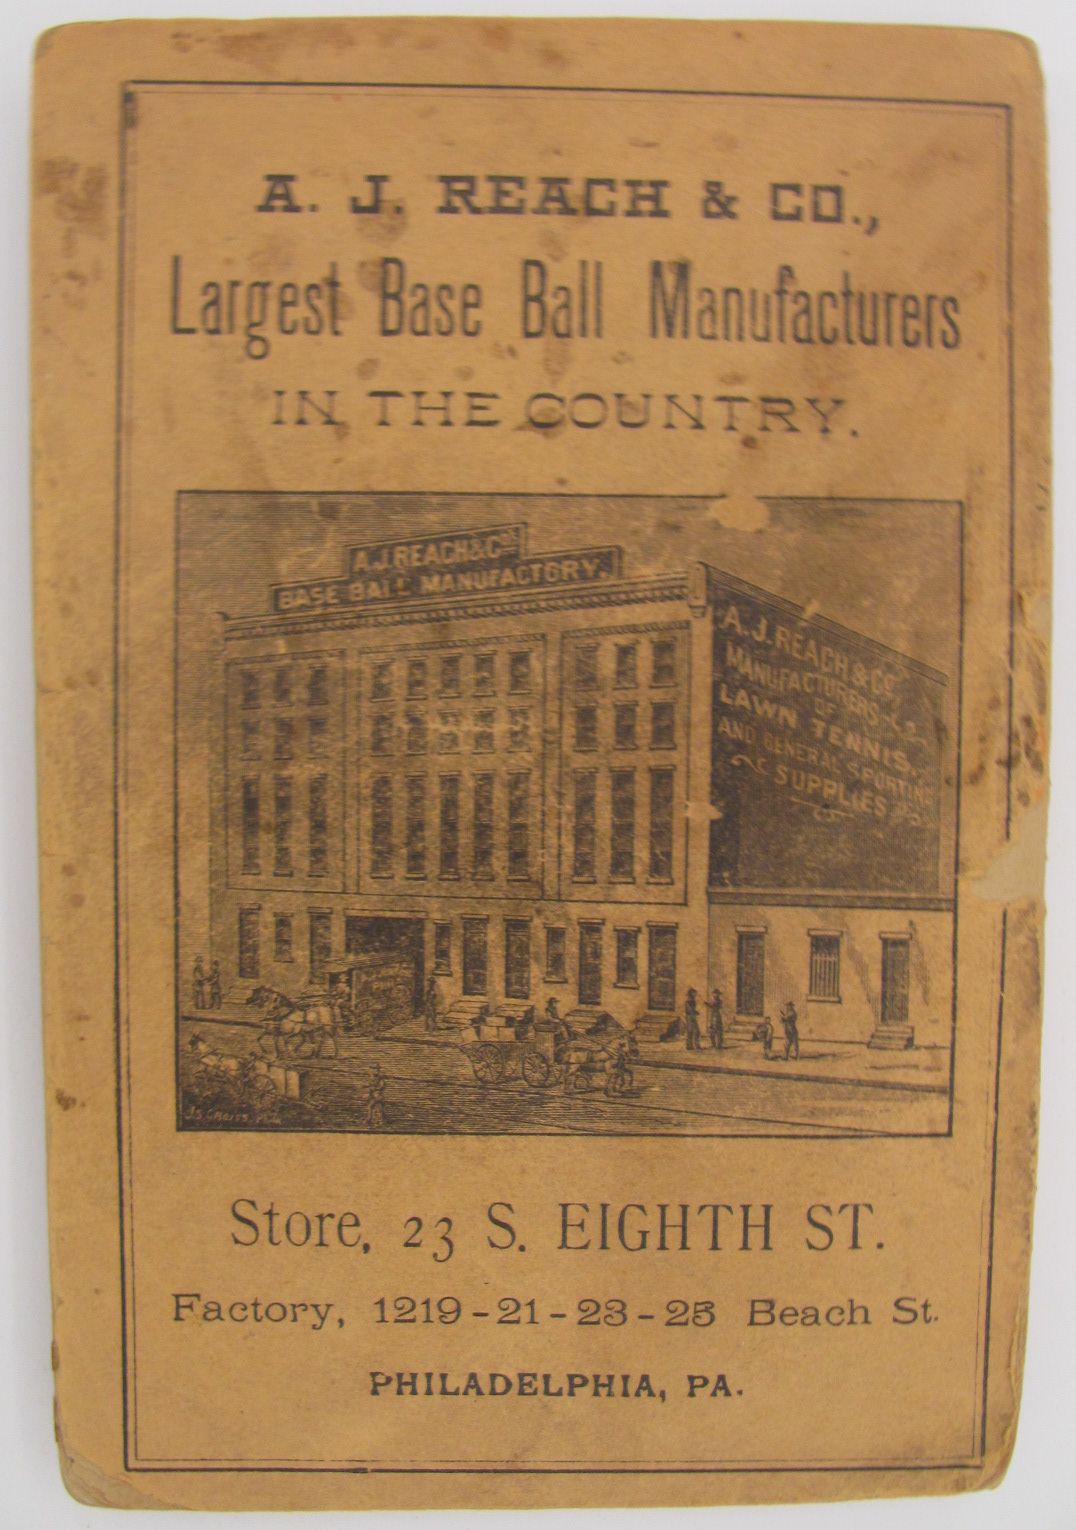 A. J. REACH & CO.,
Largest Base Ball Manufacturers
IN THE COUNTRY.
A.J. REACH & Co's
BASE BALL MANUFACTORY.
A.J. REACH & Co
MANUFACTURERS
OF
LAWN TENNIS
AND GENERAL SPORTING
SUPPLIES
Store, 23 S. EIGHTH ST.
Factory, 1219-21-23-25 Beach St.
PHILADELPHIA, PA.